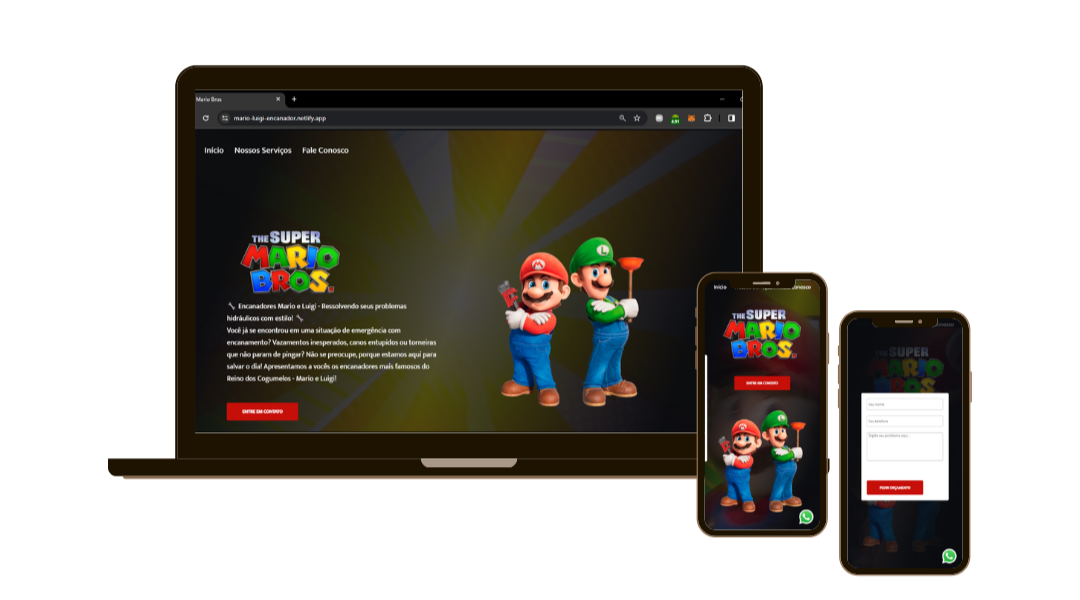 Mario Bros
mario-luigi-encanador.netlify.app
Início Nossos Serviços Fale Conosco
THE SUPER
MARIO
BROS.
Encanadores Mario e Luigi - Ressolvendo seus problemas
hidráulicos com estilo!
Você já se encontrou em uma situação de emergência com
encanamento? Vazamentos inesperados, canos entupidos ou torneiras
que não param de pingar? Não se preocupe, porque estamos aqui para
salvar o dia! Apresentamos a vocês os encanadores mais famosos do
Reino dos Cogumelos - Mario e Luigi!
ENTRE EM CONTATO
Início
THE SUPER
MARIO
BROS.
ENTRE EM CONTATO
THE SUPER
MARIO
BROS
Seu nome
Seu telefone
Digite seu problema aqui...
PEDIR ORÇAMENTO